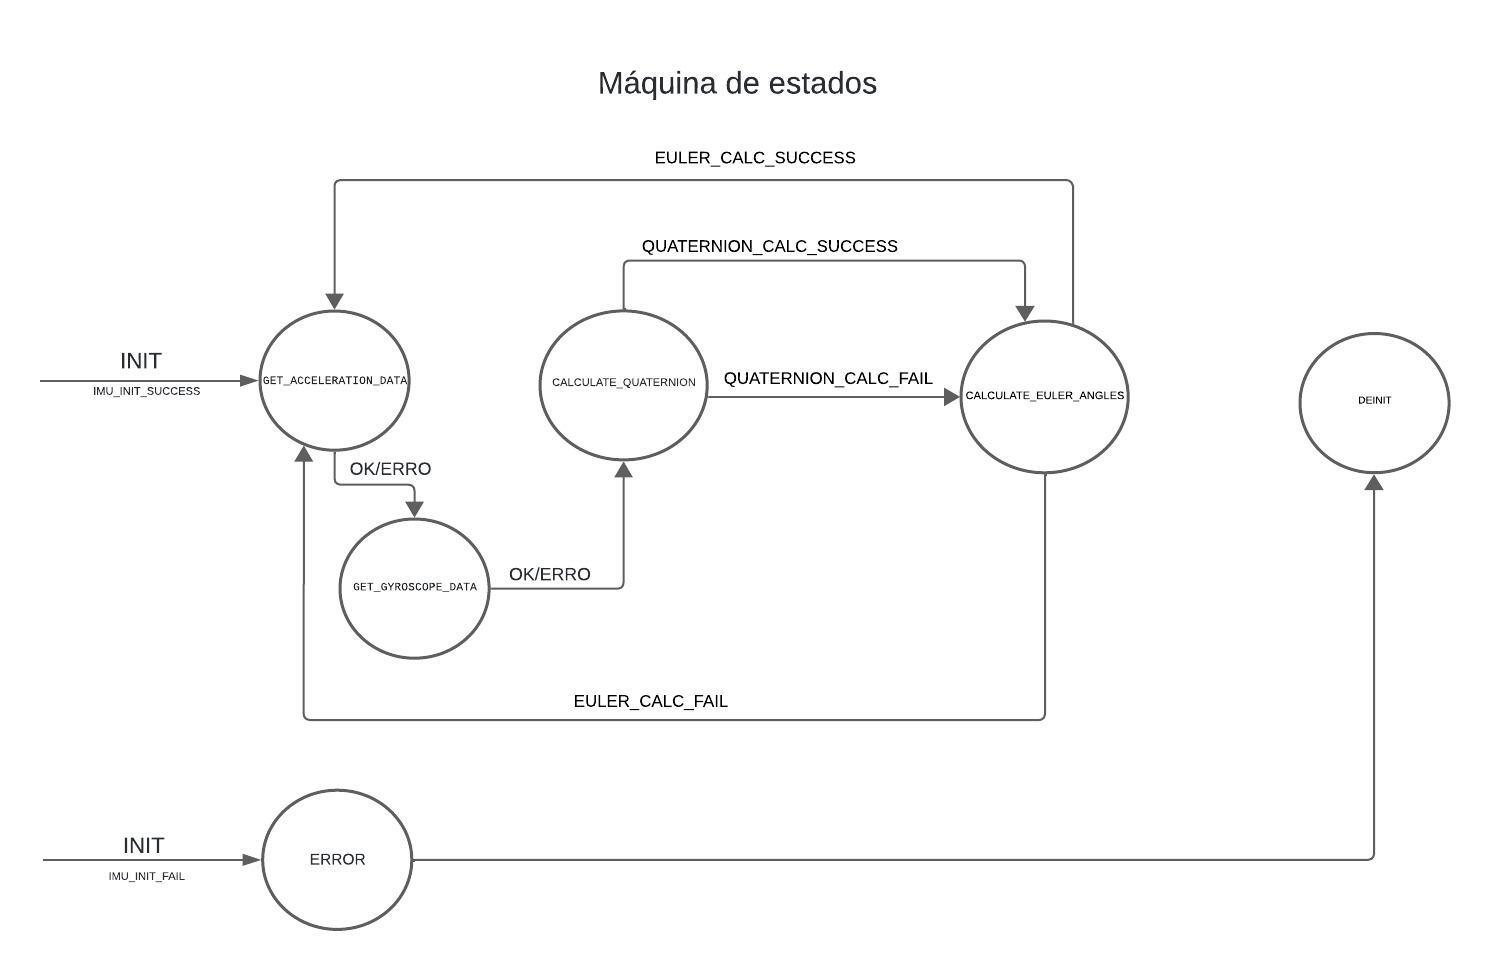 Máquina de estados
EULER_CALC_SUCCESS
QUATERNION_CALC_SUCCESS
INIT
IMU_INIT_SUCCESS
GET_ACCELERATION_DATA
CALCULATE_QUATERNION
QUATERNION_CALC_FAIL
CALCULATE_EULER_ANGLES
DEINIT
OK/ERRO
GET_GYROSCOPE_DATA
OK/ERRO
EULER_CALC_FAIL
INIT
IMU_INIT_FAIL
ERROR